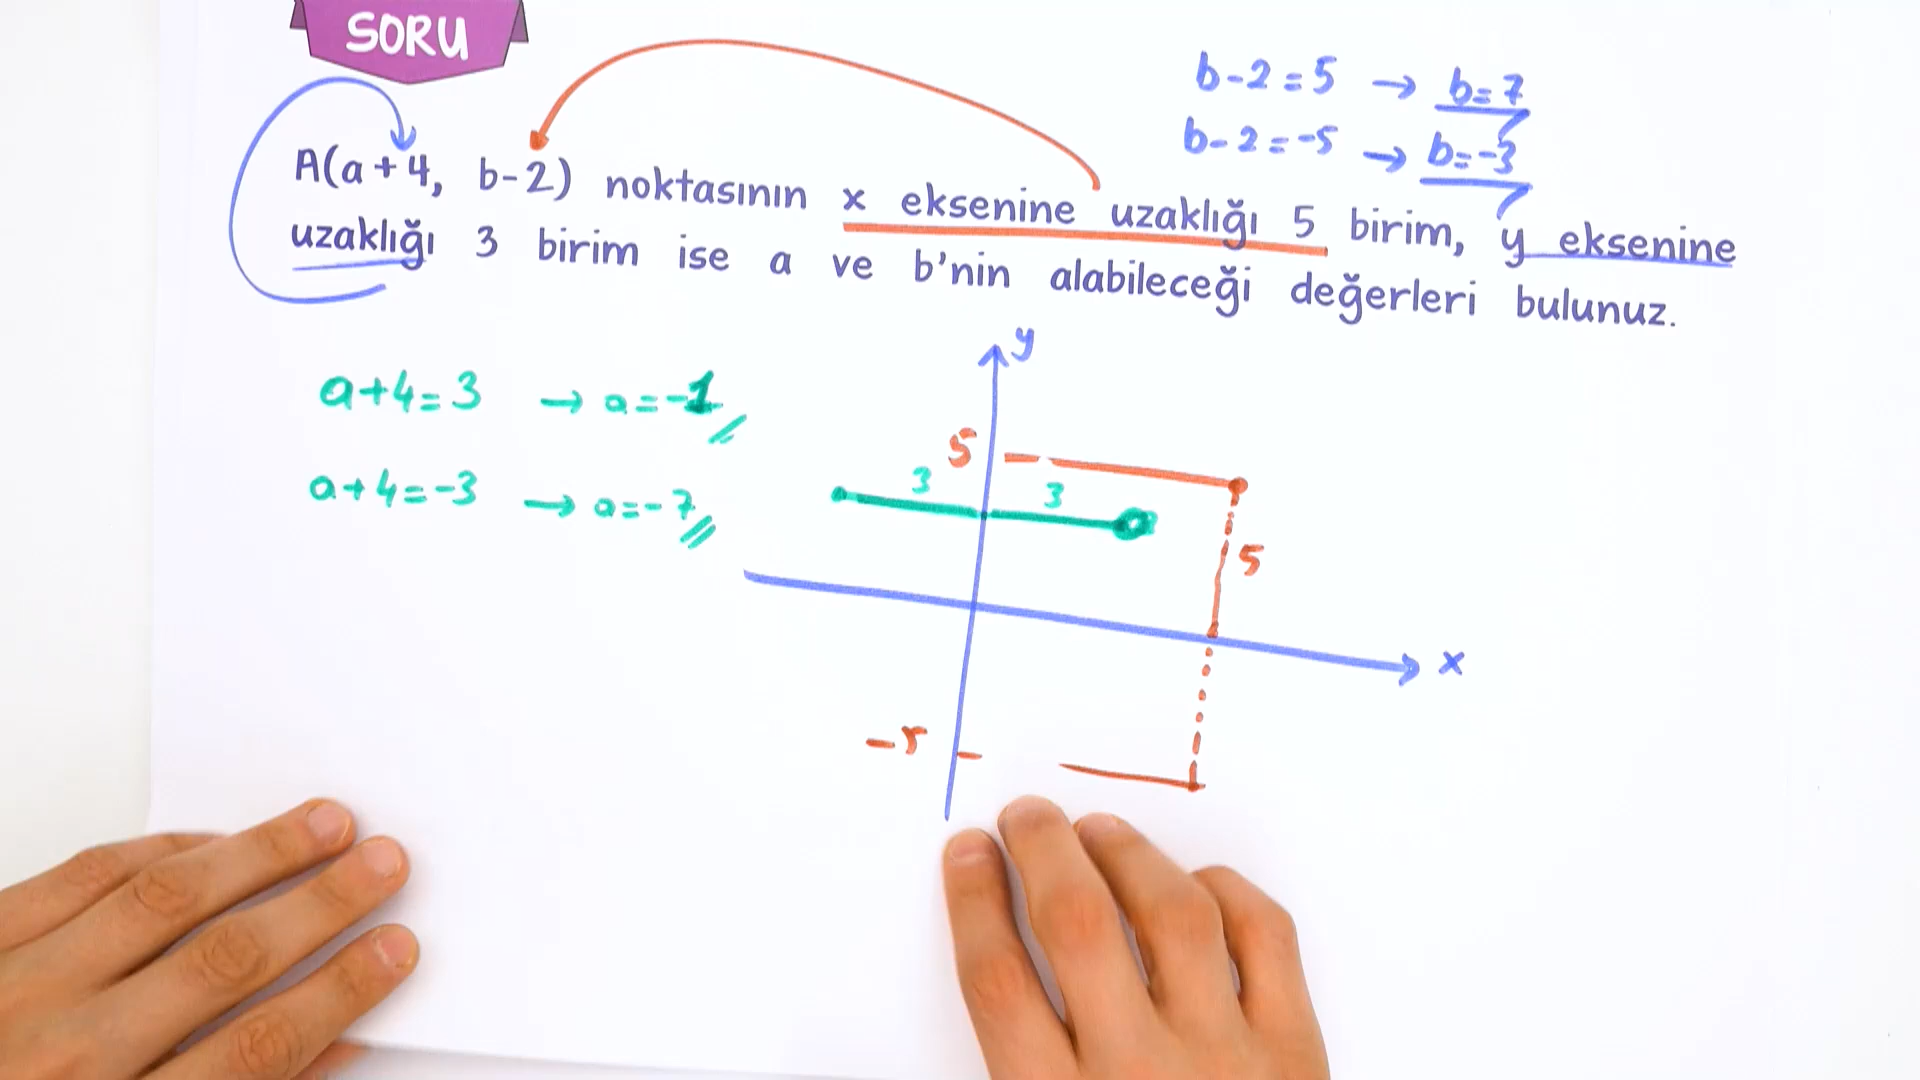 SORU
b-2=5 → b=7
b-2=-5 → b=-3
A(a+4, b-2) noktasının x eksenine uzaklığı 5 birim, y eksenine
uzaklığı 3 birim ise a ve b'nin alabileceği değerleri bulunuz.
a+4=3 → a=-1
a+4=-3 → a=-7
y
5
3
3
5
x
-5